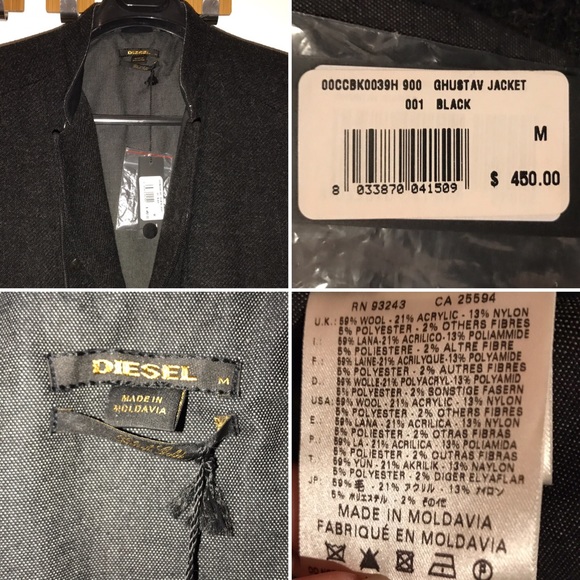 DIESEL
00CCBK0039H 900 GHUSTAV JACKET
001 BLACK
M
8 033870 041509
$ 450.00
DIESEL M
MADE IN
MOLDAVIA
RN 93243 CA 25594
U.K.: 59% WOOL - 21% ACRYLIC - 13% NYLON
5% POLYESTER - 2% OTHERS FIBRES
I.: 59% LANA - 21% ACRILICO - 13% POLIAMMIDE
5% POLIESTERE - 2% ALTRE FIBRE
F.: 59% LAINE - 21% ACRYLIQUE - 13% POLYAMIDE
5% POLYESTER - 2% AUTRES FIBRES
D.: 59% WOLLE - 21% POLYACRYL - 13% POLYAMID
5% POLYESTER - 2% SONSTIGE FASERN
USA: 59% WOOL - 21% ACRYLIC - 13% NYLON
5% POLYESTER - 2% OTHER FIBERS
E.: 59% LANA - 21% ACRILICA - 13% NYLON
5% POLIESTER - 2% OTRAS FIBRAS
P.: 59% LA - 21% ACRILICA - 13% POLIAMIDA
5% POLIESTER - 2% OUTRAS FIBRAS
T. 59% YÜN - 21% AKRILIK - 13% NAYLON
5% POLYESTER - 2% DIGER ELYAFLAR
JP: 59% 毛 - 21% アクリル - 13% ナイロン
5% ポリエステル - 2% その他
MADE IN MOLDAVIA
FABRIQUÉ EN MOLDAVIA